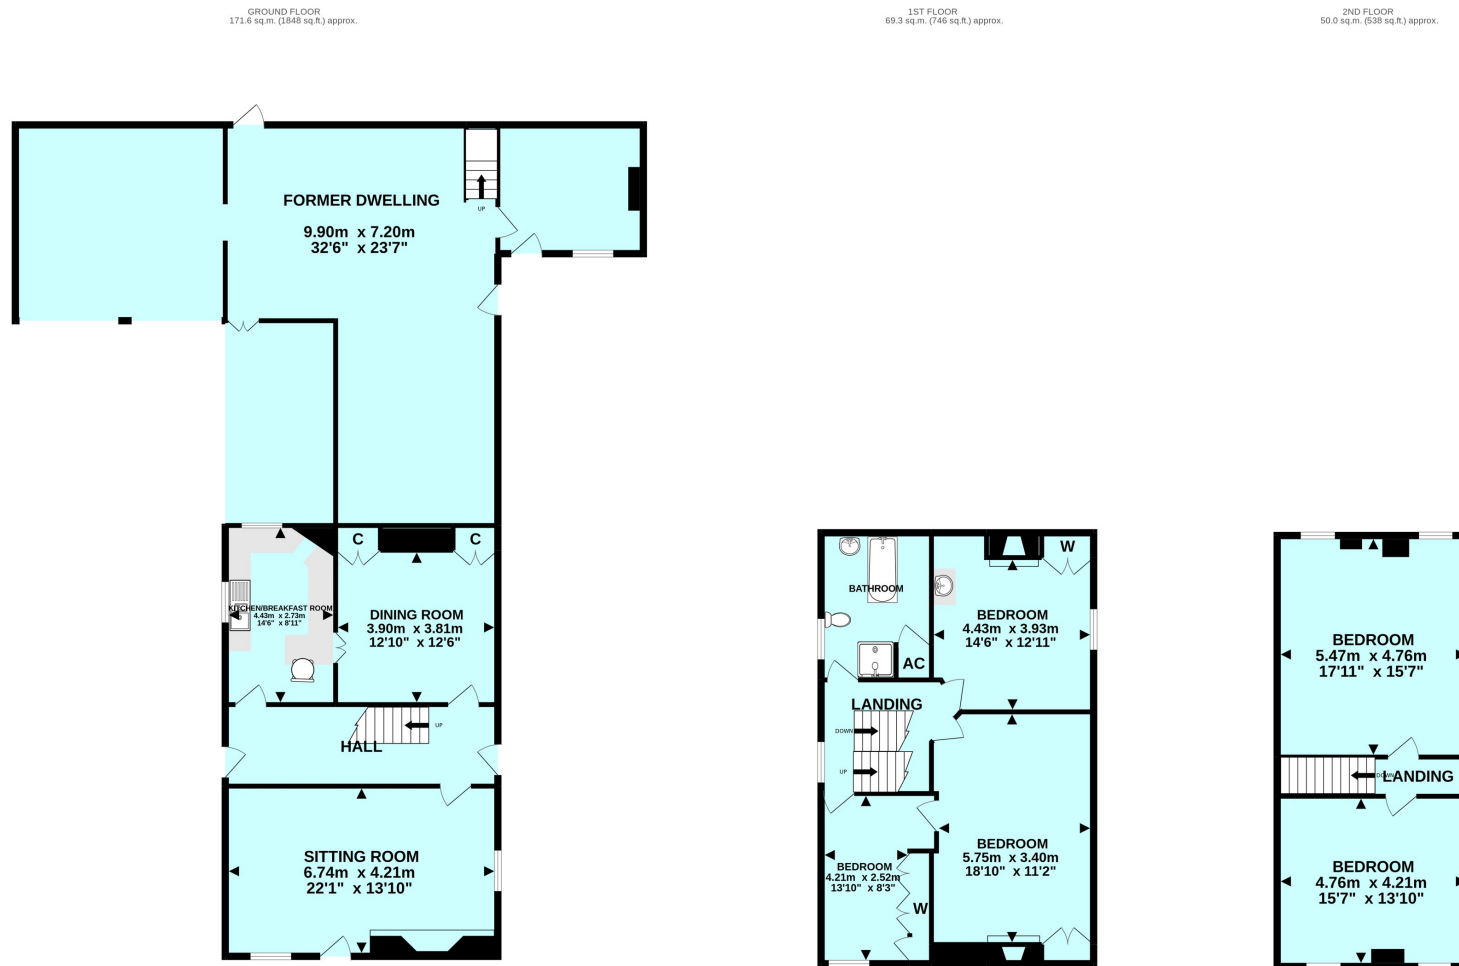 GROUND FLOOR
171.6 sq.m. (1848 sq.ft.) approx.
1ST FLOOR
69.3 sq.m. (746 sq.ft.) approx.
2ND FLOOR
50.0 sq.m. (538 sq.ft.) approx.
FORMER DWELLING
9.90m x 7.20m
32'6" x 23'7"
UP
C
C
KITCHEN/BREAKFAST ROOM
4.43m x 2.73m
14'6" x 8'11"
DINING ROOM
3.90m x 3.81m
12'10" x 12'6"
UP
HALL
SITTING ROOM
6.74m x 4.21m
22'1" x 13'10"
W
BATHROOM
BEDROOM
4.43m x 3.93m
14'6" x 12'11"
AC
LANDING
DOWN
UP
BEDROOM
5.75m x 3.40m
18'10" x 11'2"
BEDROOM
4.21m x 2.52m
13'10" x 8'3"
W
BEDROOM
5.47m x 4.76m
17'11" x 15'7"
DOWN
LANDING
BEDROOM
4.76m x 4.21m
15'7" x 13'10"